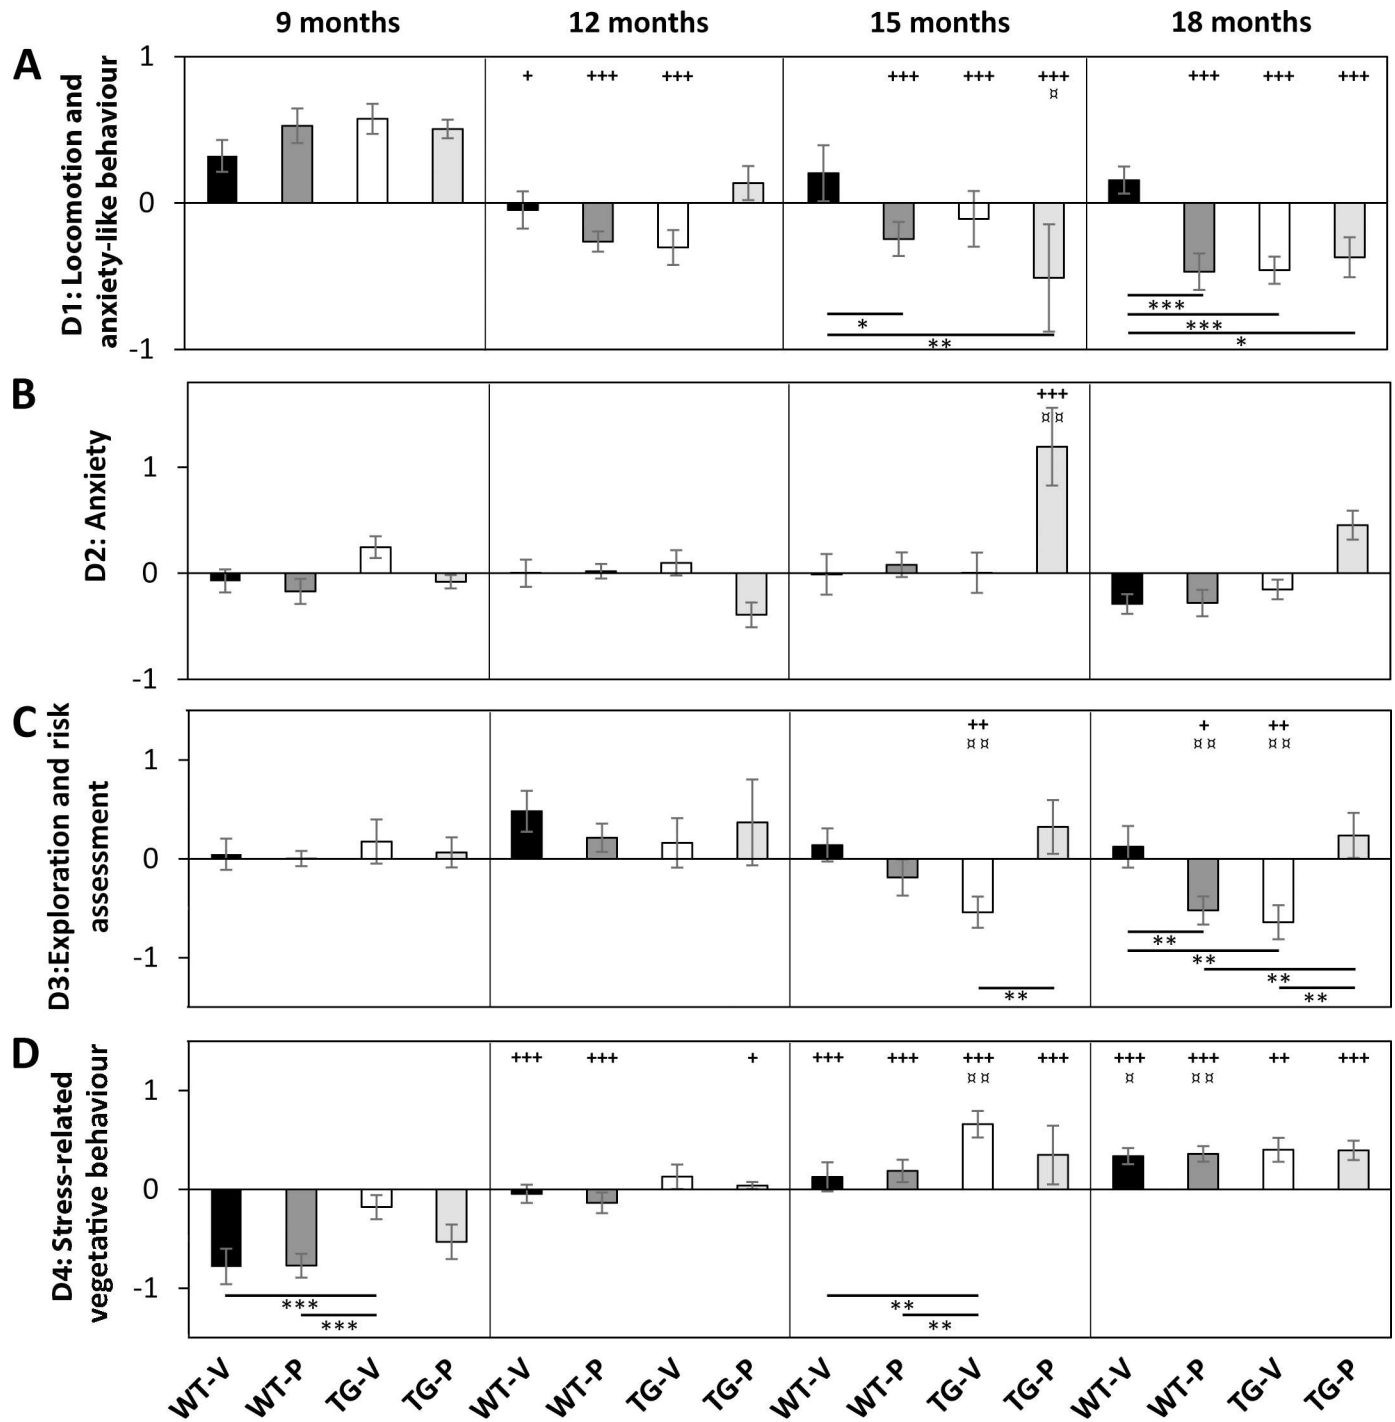 9 months 12 months 15 months 18 months
A
D1: Locomotion and
anxiety-like behaviour
1
0
-1
+ +++ +++
+++ +++ +++
¤
+++ +++ +++
*
**
***
***
*
B
D2: Anxiety
1
0
-1
+++
¤¤
C
D3:Exploration and risk
assessment
1
0
-1
++
¤¤
+ ++
¤¤ ¤¤
**
**
**
**
**
D
D4: Stress-related
vegetative behaviour
1
0
-1
+++ +++ +
+++ +++ +++ +++
¤¤
+++ +++ ++ +++
¤ ¤¤
***
***
**
**
WT-V WT-P TG-V TG-P WT-V WT-P TG-V TG-P WT-V WT-P TG-V TG-P WT-V WT-P TG-V TG-P